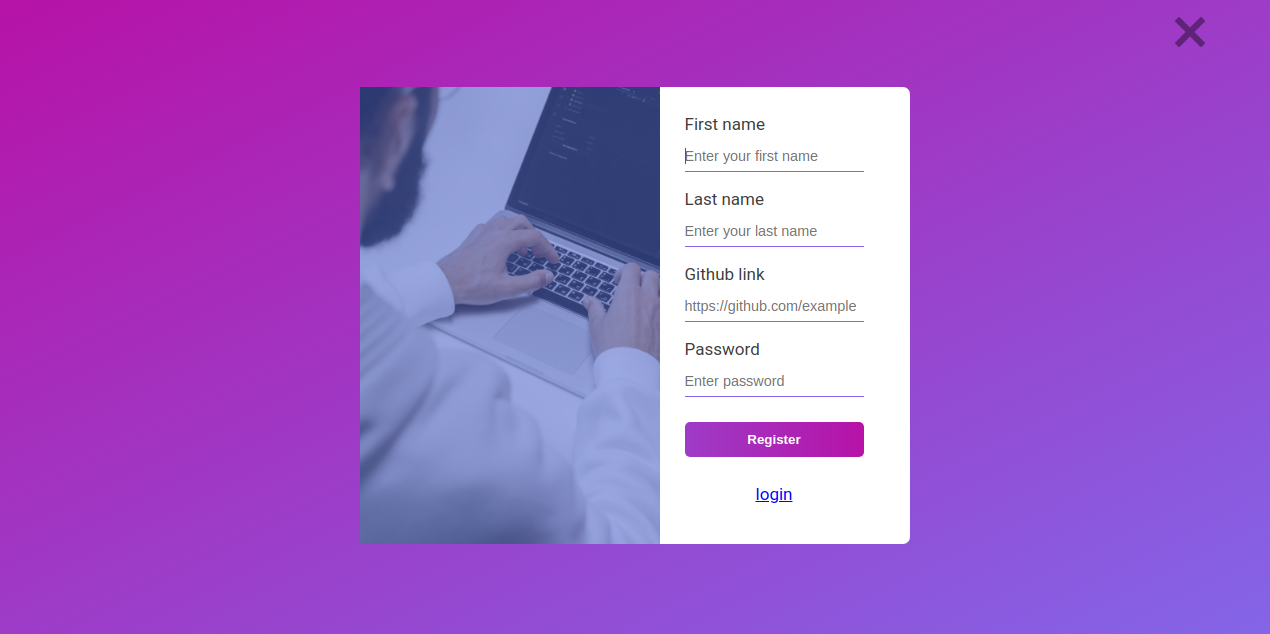 First name
Enter your first name
Last name
Enter your last name
Github link
https://github.com/example
Password
Enter password
Register
login